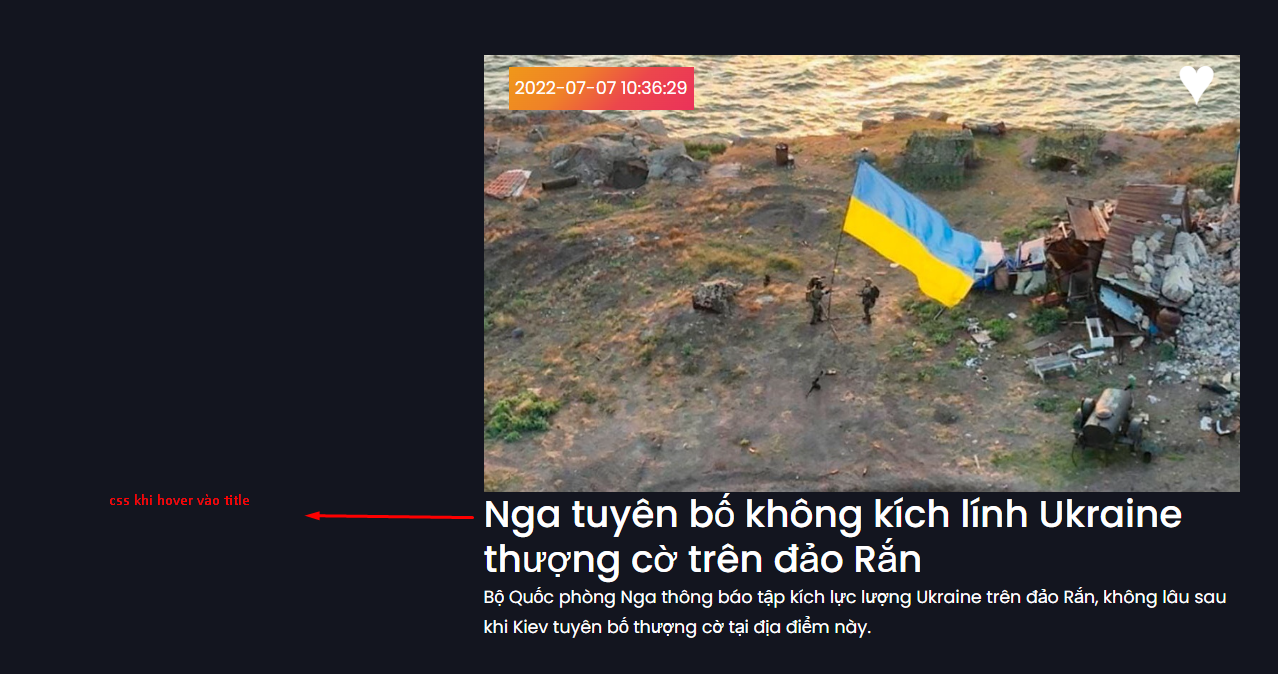 2022-07-07 10:36:29
css khi hover vào title
Nga tuyên bố không kích lính Ukraine
thượng cờ trên đảo Rắn
Bộ Quốc phòng Nga thông báo tập kích lực lượng Ukraine trên đảo Rắn, không lâu sau
khi Kiev tuyên bố thượng cờ tại địa điểm này.